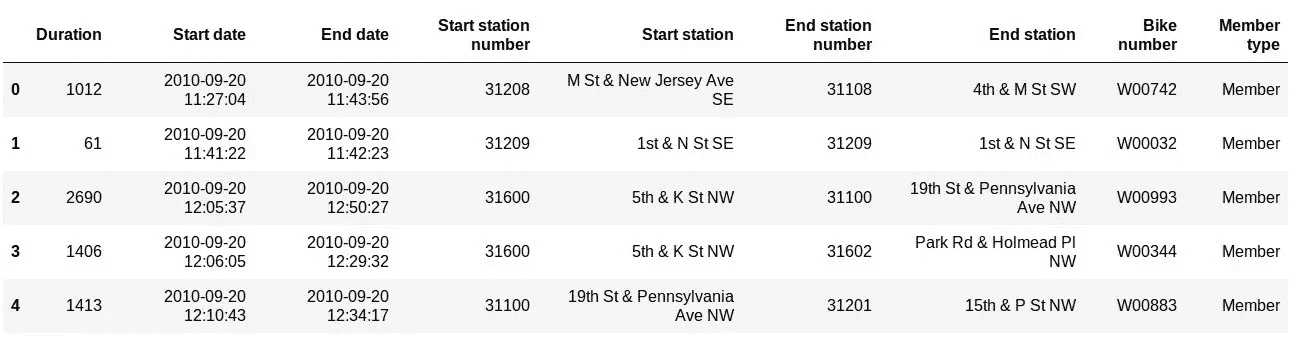 Duration Start date End date Start station number Start station End station number End station Bike number Member type
0 1012 2010-09-20 11:27:04 2010-09-20 11:43:56 31208 M St & New Jersey Ave SE 31108 4th & M St SW W00742 Member
1 61 2010-09-20 11:41:22 2010-09-20 11:42:23 31209 1st & N St SE 31209 1st & N St SE W00032 Member
2 2690 2010-09-20 12:05:37 2010-09-20 12:50:27 31600 5th & K St NW 31100 19th St & Pennsylvania Ave NW W00993 Member
3 1406 2010-09-20 12:06:05 2010-09-20 12:29:32 31600 5th & K St NW 31602 Park Rd & Holmead Pl NW W00344 Member
4 1413 2010-09-20 12:10:43 2010-09-20 12:34:17 31100 19th St & Pennsylvania Ave NW 31201 15th & P St NW W00883 Member